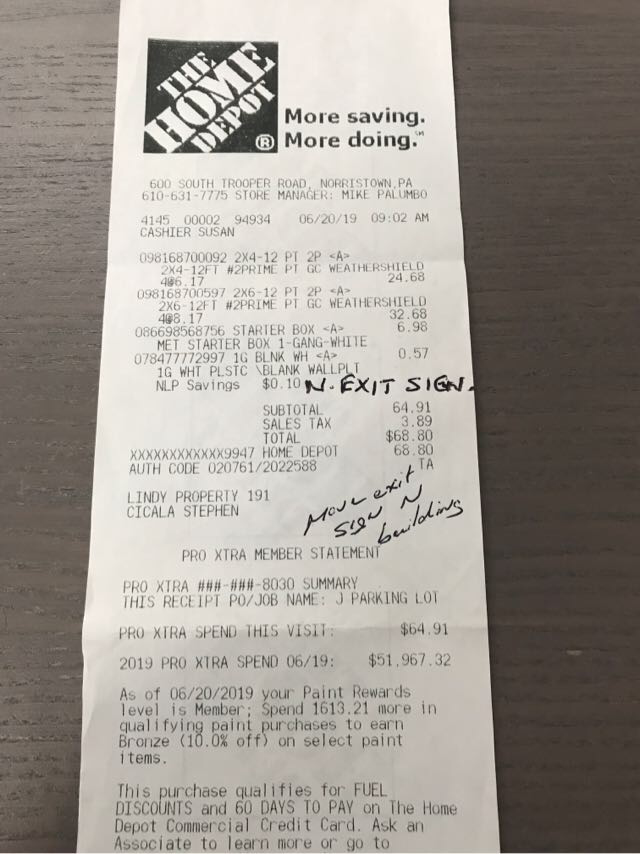 THE
HOME
DEPOT
®
More saving.
More doing.℠
600 SOUTH TROOPER ROAD, NORRISTOWN,PA
610-631-7775 STORE MANAGER: MIKE PALUMBO
4145 00002 94934 06/20/19 09:02 AM
CASHIER SUSAN
098168700092 2X4-12 PT 2P <A>
2X4-12FT #2PRIME PT GC WEATHERSHIELD
4@6.17 24.68
098168700597 2X6-12 PT 2P <A>
2X6-12FT #2PRIME PT GC WEATHERSHIELD
4@8.17 32.68
086698568756 STARTER BOX <A> 6.98
MET STARTER BOX 1-GANG-WHITE
078477772997 1G BLNK WH <A> 0.57
1G WHT PLSTC \BLANK WALLPLT
NLP Savings $0.10 N. EXIT SIGN.
SUBTOTAL 64.91
SALES TAX 3.89
TOTAL $68.80
XXXXXXXXXXXX9947 HOME DEPOT 68.80
AUTH CODE 020761/2022588 TA
LINDY PROPERTY 191
CICALA STEPHEN
Move exit
sign N
building
PRO XTRA MEMBER STATEMENT
PRO XTRA ###-###-8030 SUMMARY
THIS RECEIPT PO/JOB NAME: J PARKING LOT
PRO XTRA SPEND THIS VISIT: $64.91
2019 PRO XTRA SPEND 06/19: $51,967.32
As of 06/20/2019 your Paint Rewards
level is Member; Spend 1613.21 more in
qualifying paint purchases to earn
Bronze (10.0% off) on select paint
items.
This purchase qualifies for FUEL
DISCOUNTS and 60 DAYS TO PAY on The Home
Depot Commercial Credit Card. Ask an
Associate to learn more or go to